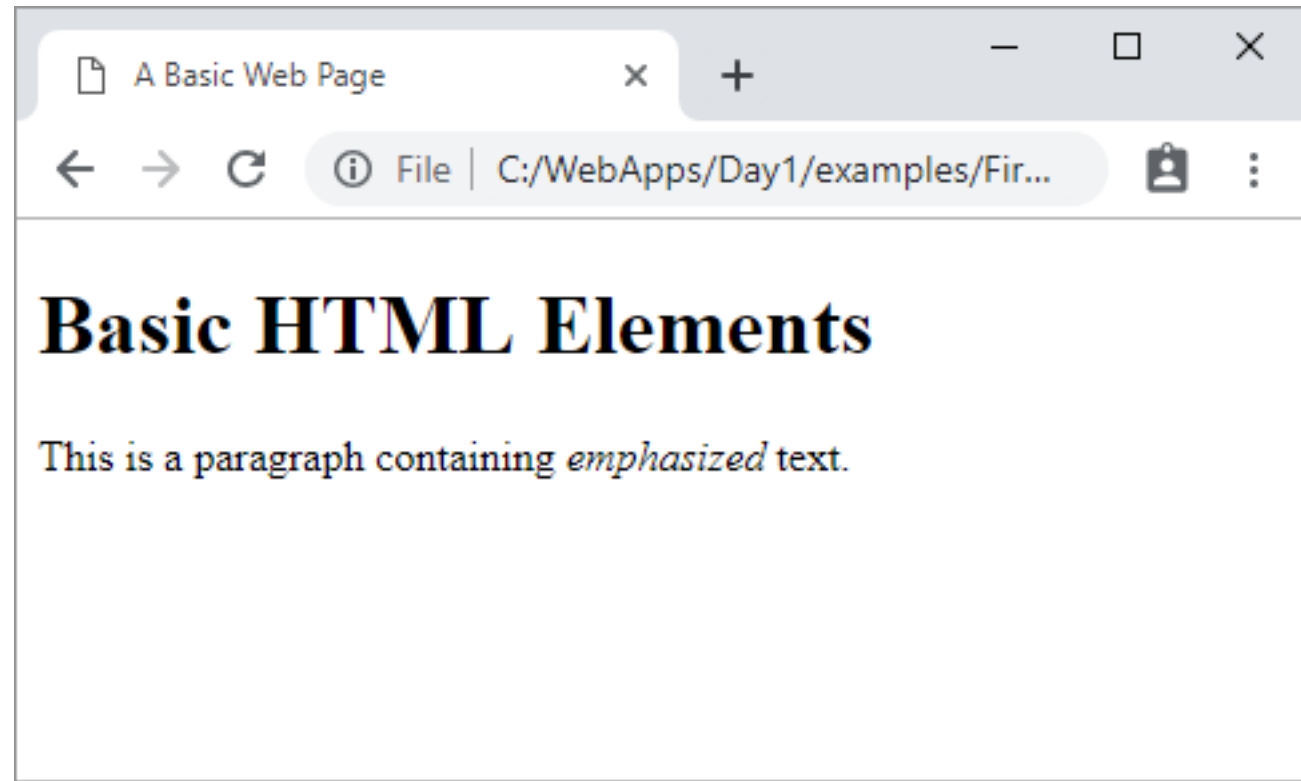 A Basic Web Page
File C:/WebApps/Day1/examples/Fir...
Basic HTML Elements
This is a paragraph containing emphasized text.